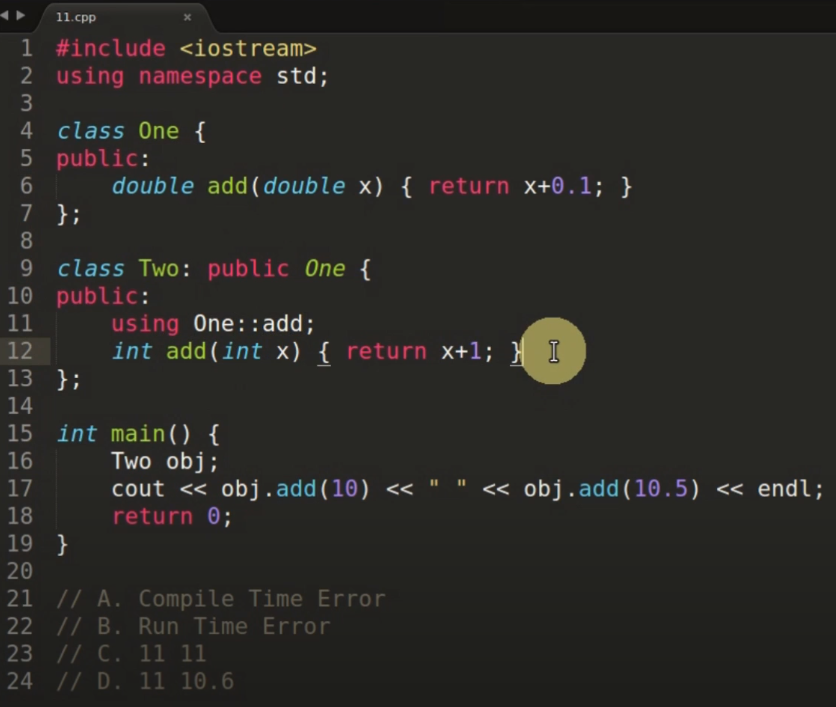 11.cpp ×
1 #include <iostream>
2 using namespace std;
3
4 class One {
5 public:
6     double add(double x) { return x+0.1; }
7 };
8
9 class Two: public One {
10 public:
11     using One::add;
12     int add(int x) { return x+1; }
13 };
14
15 int main() {
16     Two obj;
17     cout << obj.add(10) << " " << obj.add(10.5) << endl;
18     return 0;
19 }
20
21 // A. Compile Time Error
22 // B. Run Time Error
23 // C. 11 11
24 // D. 11 10.6